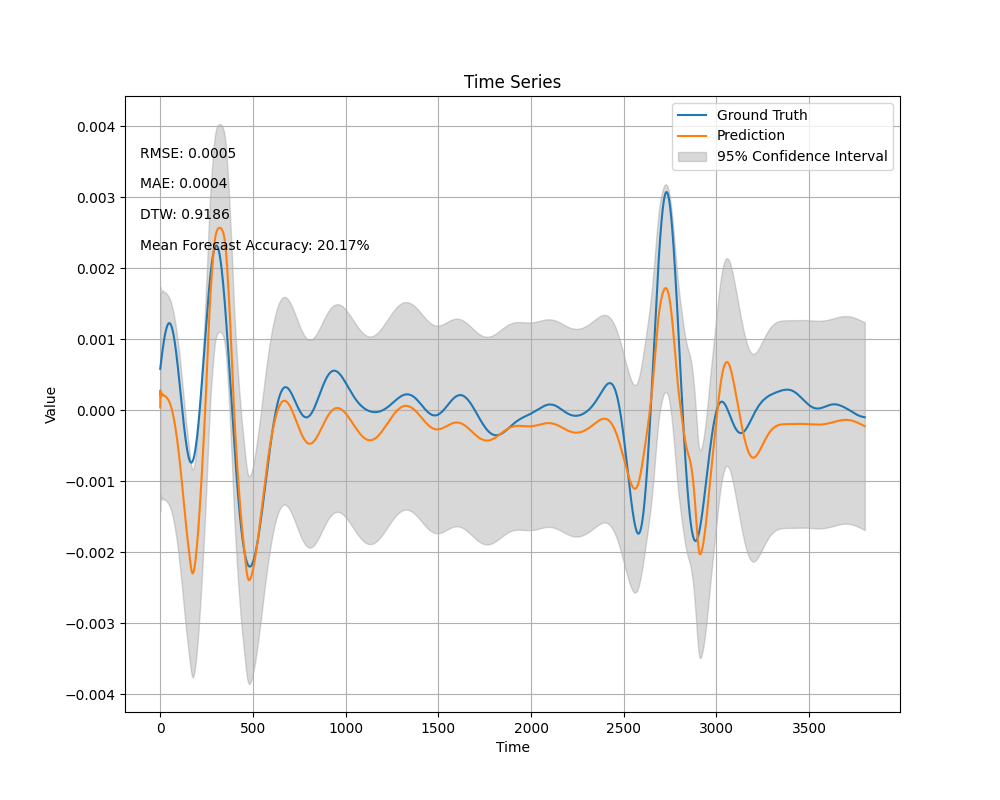 Time Series
Ground Truth
Prediction
95% Confidence Interval
RMSE: 0.0005
MAE: 0.0004
DTW: 0.9186
Mean Forecast Accuracy: 20.17%
Value
0.004
0.003
0.002
0.001
0.000
−0.001
−0.002
−0.003
−0.004
0 500 1000 1500 2000 2500 3000 3500
Time